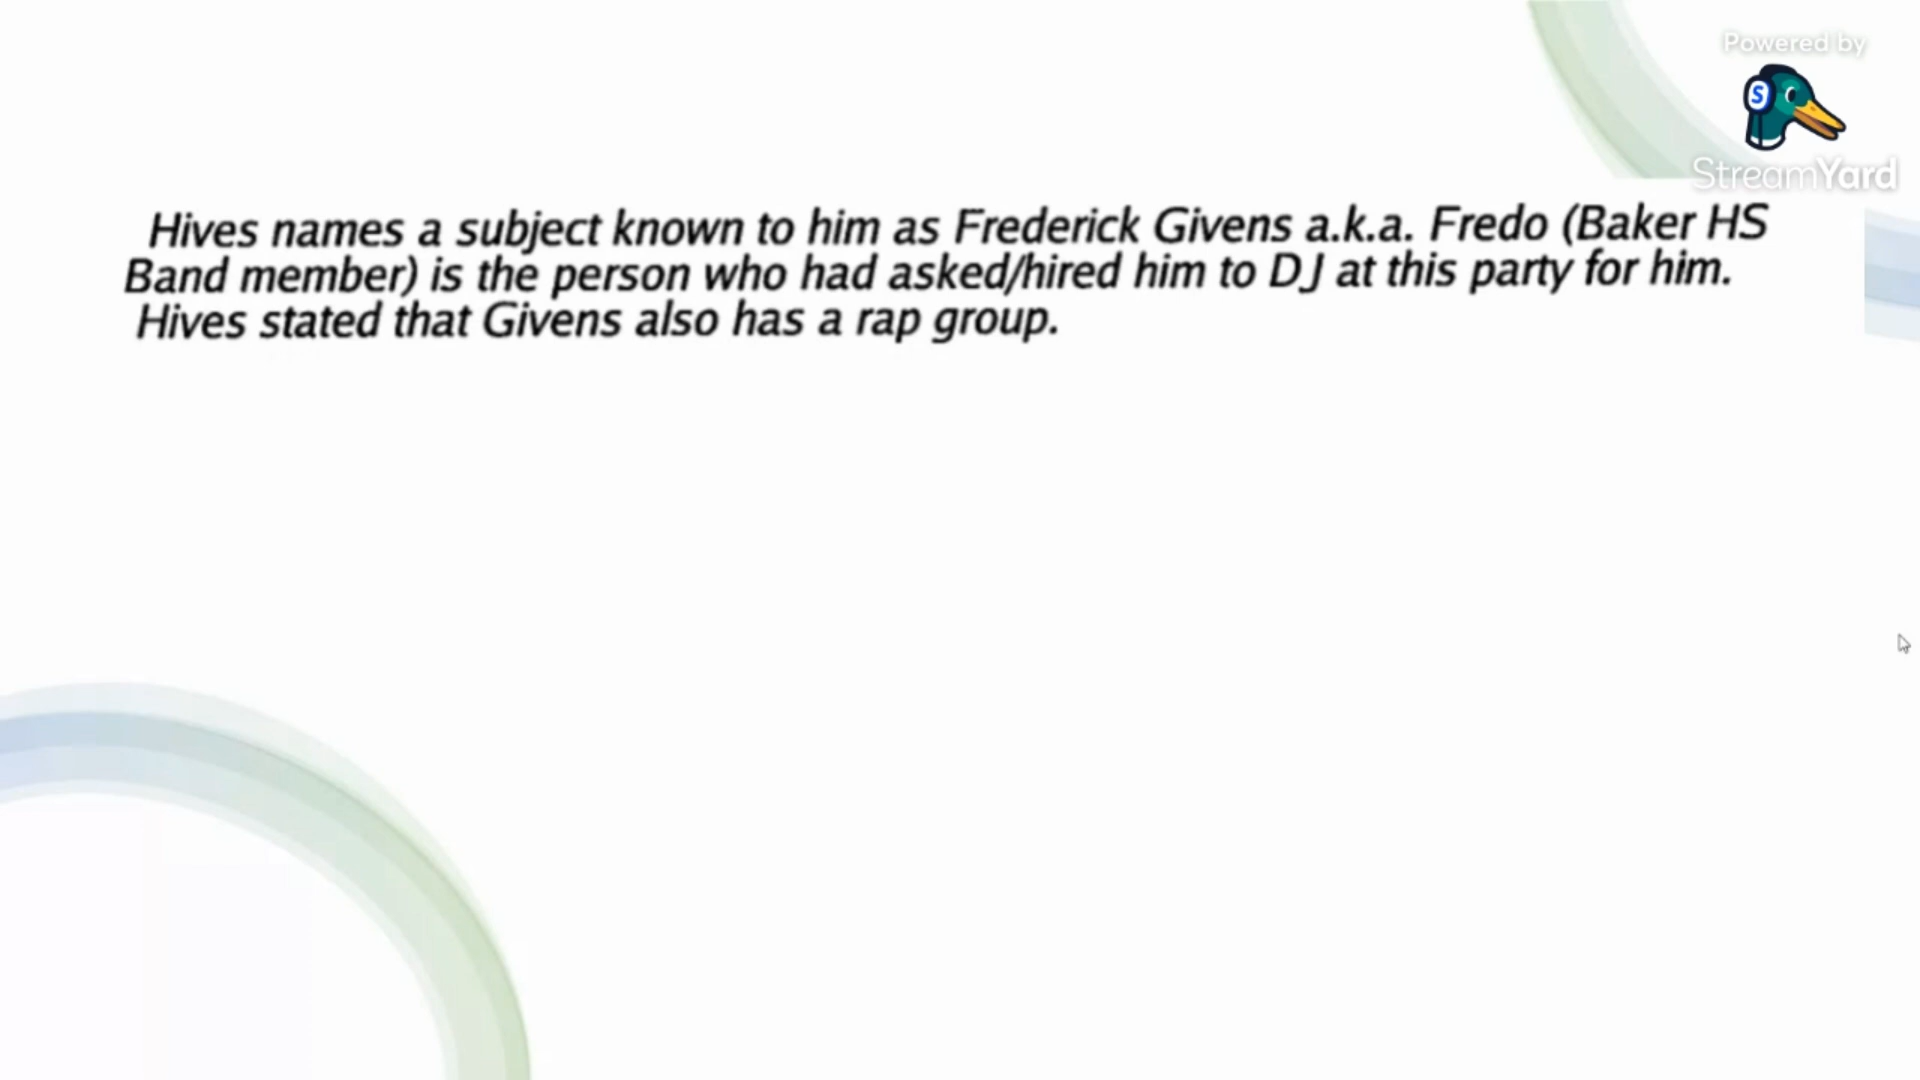 Powered by
S
StreamYard
Hives names a subject known to him as Frederick Givens a.k.a. Fredo (Baker HS
Band member) is the person who had asked/hired him to DJ at this party for him.
Hives stated that Givens also has a rap group.